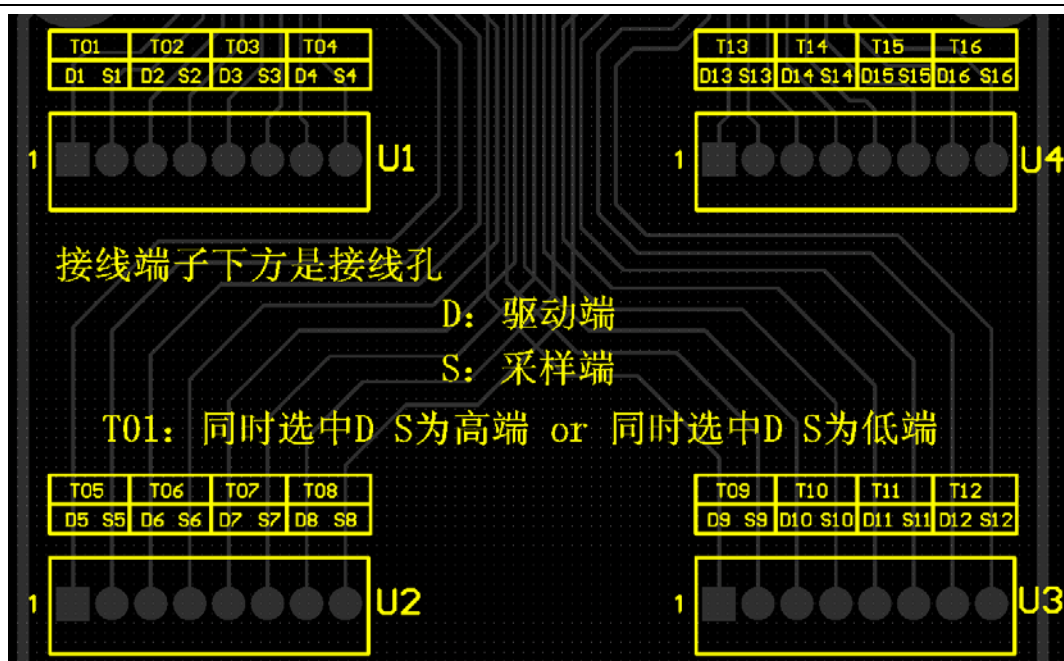 T01 T02 T03 T04
D1 S1 D2 S2 D3 S3 D4 S4
1
U1
T13 T14 T15 T16
D13 S13 D14 S14 D15 S15 D16 S16
1
U4
接线端子下方是接线孔
D: 驱动端
S: 采样端
T01: 同时选中D S为高端 or 同时选中D S为低端
T05 T06 T07 T08
D5 S5 D6 S6 D7 S7 D8 S8
1
U2
T09 T10 T11 T12
D9 S9 D10 S10 D11 S11 D12 S12
1
U3